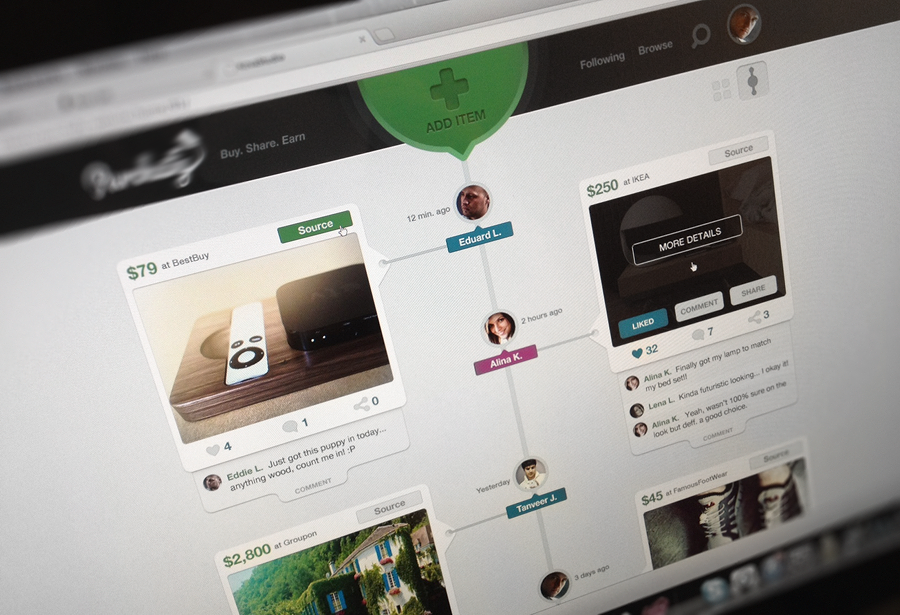 Following
Browse
Buy. Share. Earn
ADD ITEM
12 min. ago
Eduard L.
$79 at BestBuy
Source
4
1
0
Eddie L. Just got this puppy in today...
anything wood, count me in! :P
COMMENT
$250 at IKEA
Source
MORE DETAILS
LIKED
COMMENT
SHARE
32
7
3
2 hours ago
Alina K.
Alina K. Finally got my lamp to match
my bed set!!
Lena L. Kinda futuristic looking... I okay it!
Alina K. Yeah, wasn't 100% sure on the
look but deff. a good choice.
COMMENT
Yesterday
Tanveer J.
$2,800 at Groupon
Source
$45 at FamousFootWear
Source
3 days ago